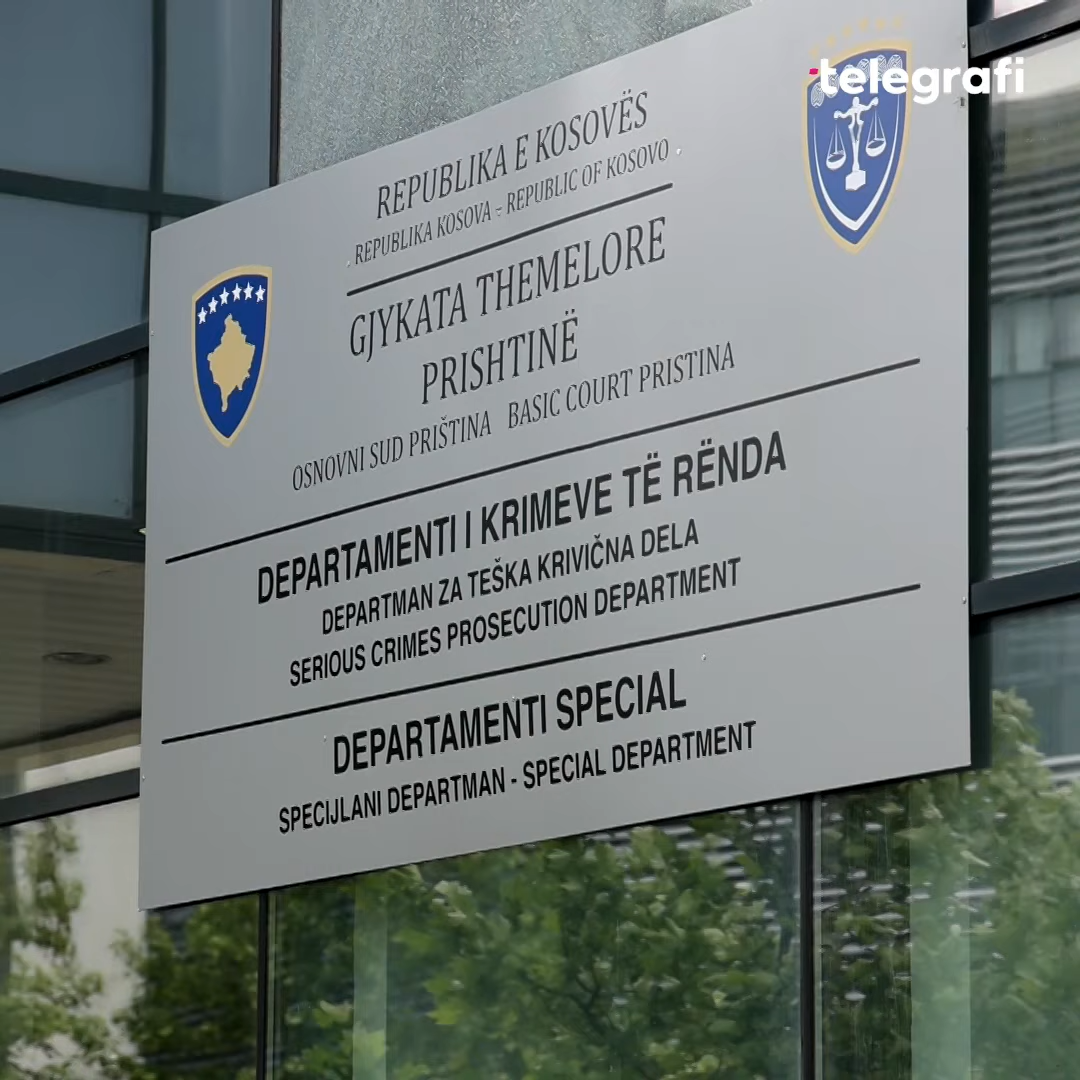 telegrafi
REPUBLIKA E KOSOVËS
REPUBLIKA KOSOVA - REPUBLIC OF KOSOVO
GJYKATA THEMELORE
PRISHTINË
OSNOVNI SUD PRIŠTINA BASIC COURT PRISTINA
DEPARTAMENTI I KRIMEVE TË RËNDA
DEPARTMAN ZA TEŠKA KRIVIČNA DELA
SERIOUS CRIMES PROSECUTION DEPARTMENT
DEPARTAMENTI SPECIAL
SPECIJLANI DEPARTMAN - SPECIAL DEPARTMENT